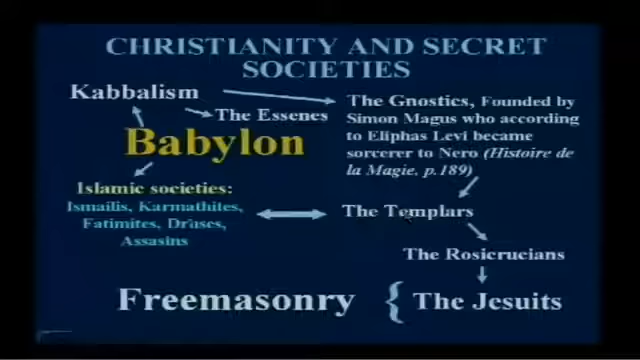 CHRISTIANITY AND SECRET
SOCIETIES
Kabbalism
The Essenes
Babylon
The Gnostics, Founded by
Simon Magus who according
to Eliphas Levi became
sorcerer to Nero (Histoire de
la Magie, p.189)
Islamic societies:
Ismailis, Karmathites,
Fatimites, Druses,
Assasins
The Templars
The Rosicrucians
Freemasonry { The Jesuits